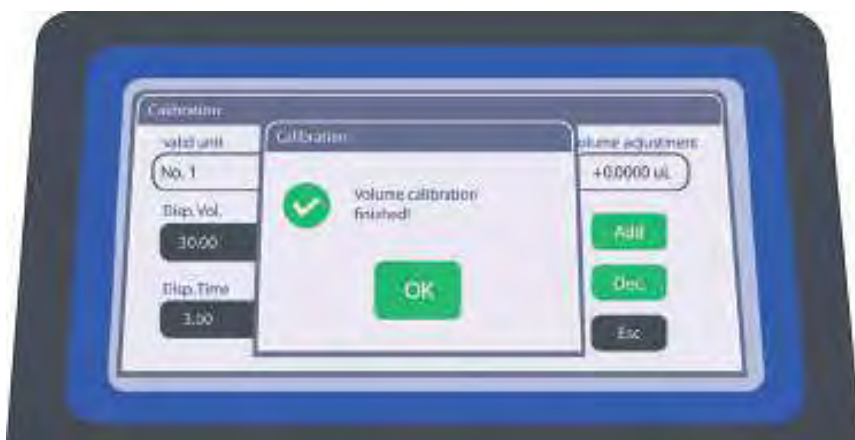 Calibration
Calibration
valid unit
olume adjustment
No. 1
+0.0000 uL
Volume calibration
finished!
Disp. Vol.
30.00
Add
OK
Disp. Time
3.00
Dec.
Esc